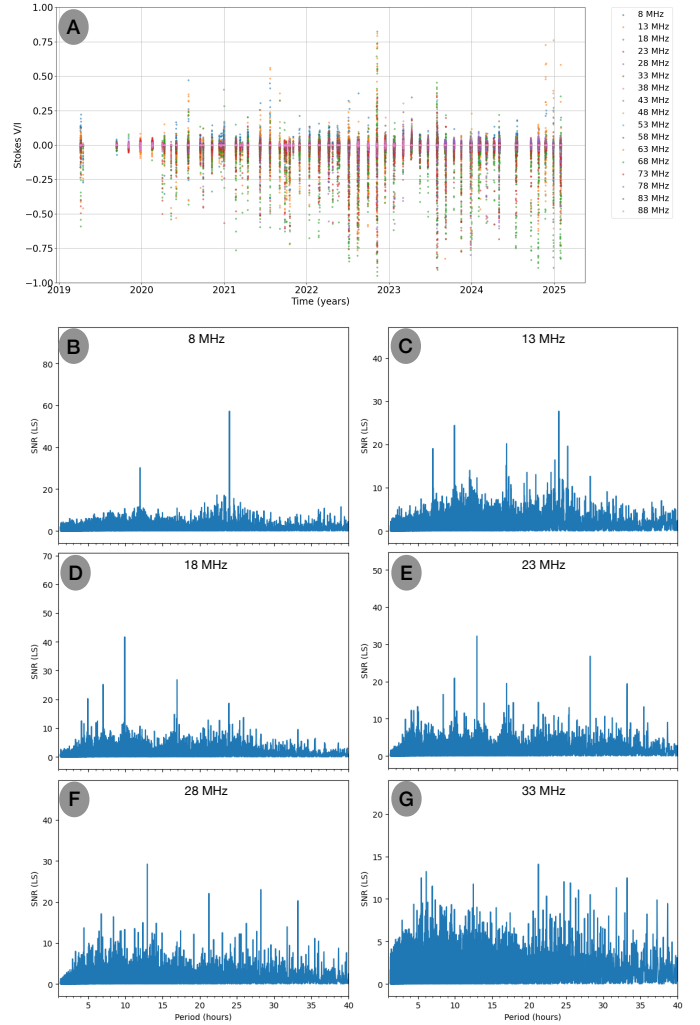 A
1.00
0.75
0.50
0.25
0.00
−0.25
−0.50
−0.75
−1.00
Stokes V/I
2019 2020 2021 2022 2023 2024 2025
Time (years)
8 MHz
13 MHz
18 MHz
23 MHz
28 MHz
33 MHz
38 MHz
43 MHz
48 MHz
53 MHz
58 MHz
63 MHz
68 MHz
73 MHz
78 MHz
83 MHz
88 MHz
B
8 MHz
80
60
40
20
0
SNR (LS)
C
13 MHz
40
30
20
10
0
SNR (LS)
D
18 MHz
70
60
50
40
30
20
10
0
SNR (LS)
E
23 MHz
50
40
30
20
10
0
SNR (LS)
F
28 MHz
40
30
20
10
0
SNR (LS)
5 10 15 20 25 30 35 40
Period (hours)
G
33 MHz
20
15
10
5
0
SNR (LS)
5 10 15 20 25 30 35 40
Period (hours)